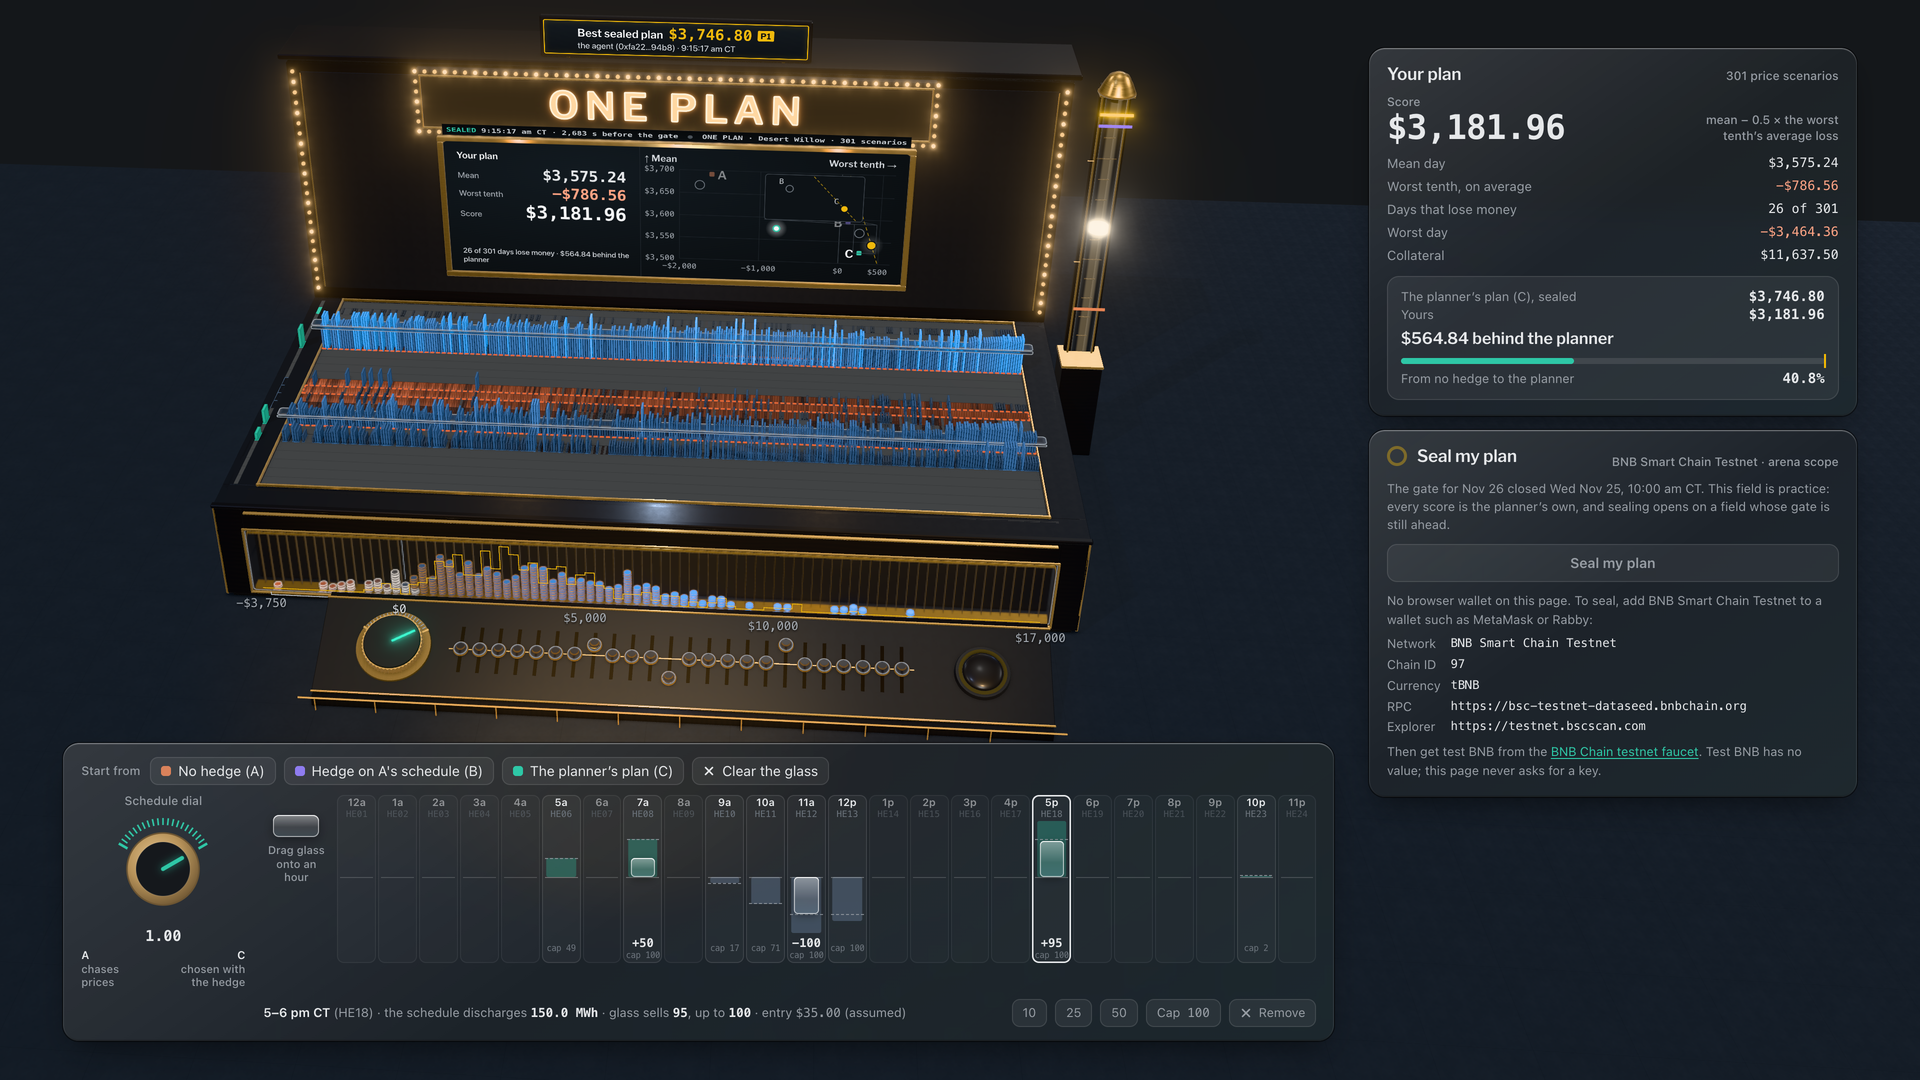 Best sealed plan $3,746.80 P1
the agent (0xfa22...94b8) · 9:15:17 am CT
ONE PLAN
SEALED 9:15:17 am CT · 2,683 s before the gate ONE PLAN · Desert Willow · 301 scenarios
Your plan
Mean $3,575.24
Worst tenth −$786.56
Score $3,181.96
26 of 301 days lose money · $564.84 behind the
planner
↑ Mean
Worst tenth →
$3,700
$3,650
$3,600
$3,550
$3,500
−$2,000
−$1,000
$0
$500
A
B
C
D
C
−$3,750
$0
$5,000
$10,000
$17,000
Your plan
301 price scenarios
Score
$3,181.96
mean − 0.5 × the worst
tenth's average loss
Mean day $3,575.24
Worst tenth, on average −$786.56
Days that lose money 26 of 301
Worst day −$3,464.36
Collateral $11,637.50
The planner's plan (C), sealed $3,746.80
Yours $3,181.96
$564.84 behind the planner
From no hedge to the planner 40.8%
Seal my plan
BNB Smart Chain Testnet · arena scope
The gate for Nov 26 closed Wed Nov 25, 10:00 am CT. This field is practice:
every score is the planner's own, and sealing opens on a field whose gate is
still ahead.
Seal my plan
No browser wallet on this page. To seal, add BNB Smart Chain Testnet to a
wallet such as MetaMask or Rabby:
Network BNB Smart Chain Testnet
Chain ID 97
Currency tBNB
RPC https://bsc-testnet-dataseed.bnbchain.org
Explorer https://testnet.bscscan.com
Then get test BNB from the BNB Chain testnet faucet. Test BNB has no
value; this page never asks for a key.
Start from
No hedge (A)
Hedge on A's schedule (B)
The planner's plan (C)
✕ Clear the glass
Schedule dial
1.00
A
chases
prices
C
chosen with
the hedge
Drag glass
onto an
hour
12a 1a 2a 3a 4a 5a 6a 7a 8a 9a 10a 11a 12p 1p 2p 3p 4p 5p 6p 7p 8p 9p 10p 11p
HE01 HE02 HE03 HE04 HE05 HE06 HE07 HE08 HE09 HE10 HE11 HE12 HE13 HE14 HE15 HE16 HE17 HE18 HE19 HE20 HE21 HE22 HE23 HE24
+50 −100 +95
cap 49 cap 100 cap 17 cap 71 cap 100 cap 100 cap 100 cap 2
5–6 pm CT (HE18) · the schedule discharges 150.0 MWh · glass sells 95, up to 100 · entry $35.00 (assumed)
10
25
50
Cap 100
✕ Remove